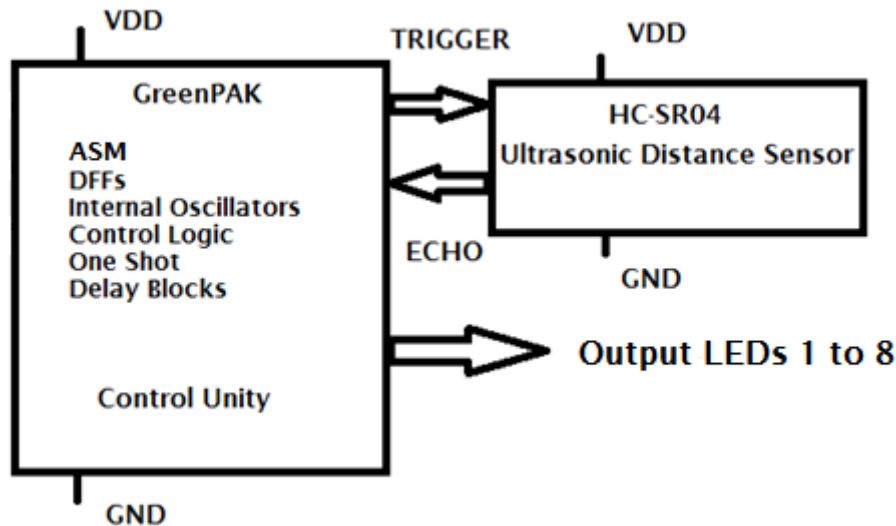 VDD
GreenPAK
ASM
DFFs
Internal Oscillators
Control Logic
One Shot
Delay Blocks
Control Unity
GND
TRIGGER
ECHO
VDD
HC-SR04
Ultrasonic Distance Sensor
GND
Output LEDs 1 to 8